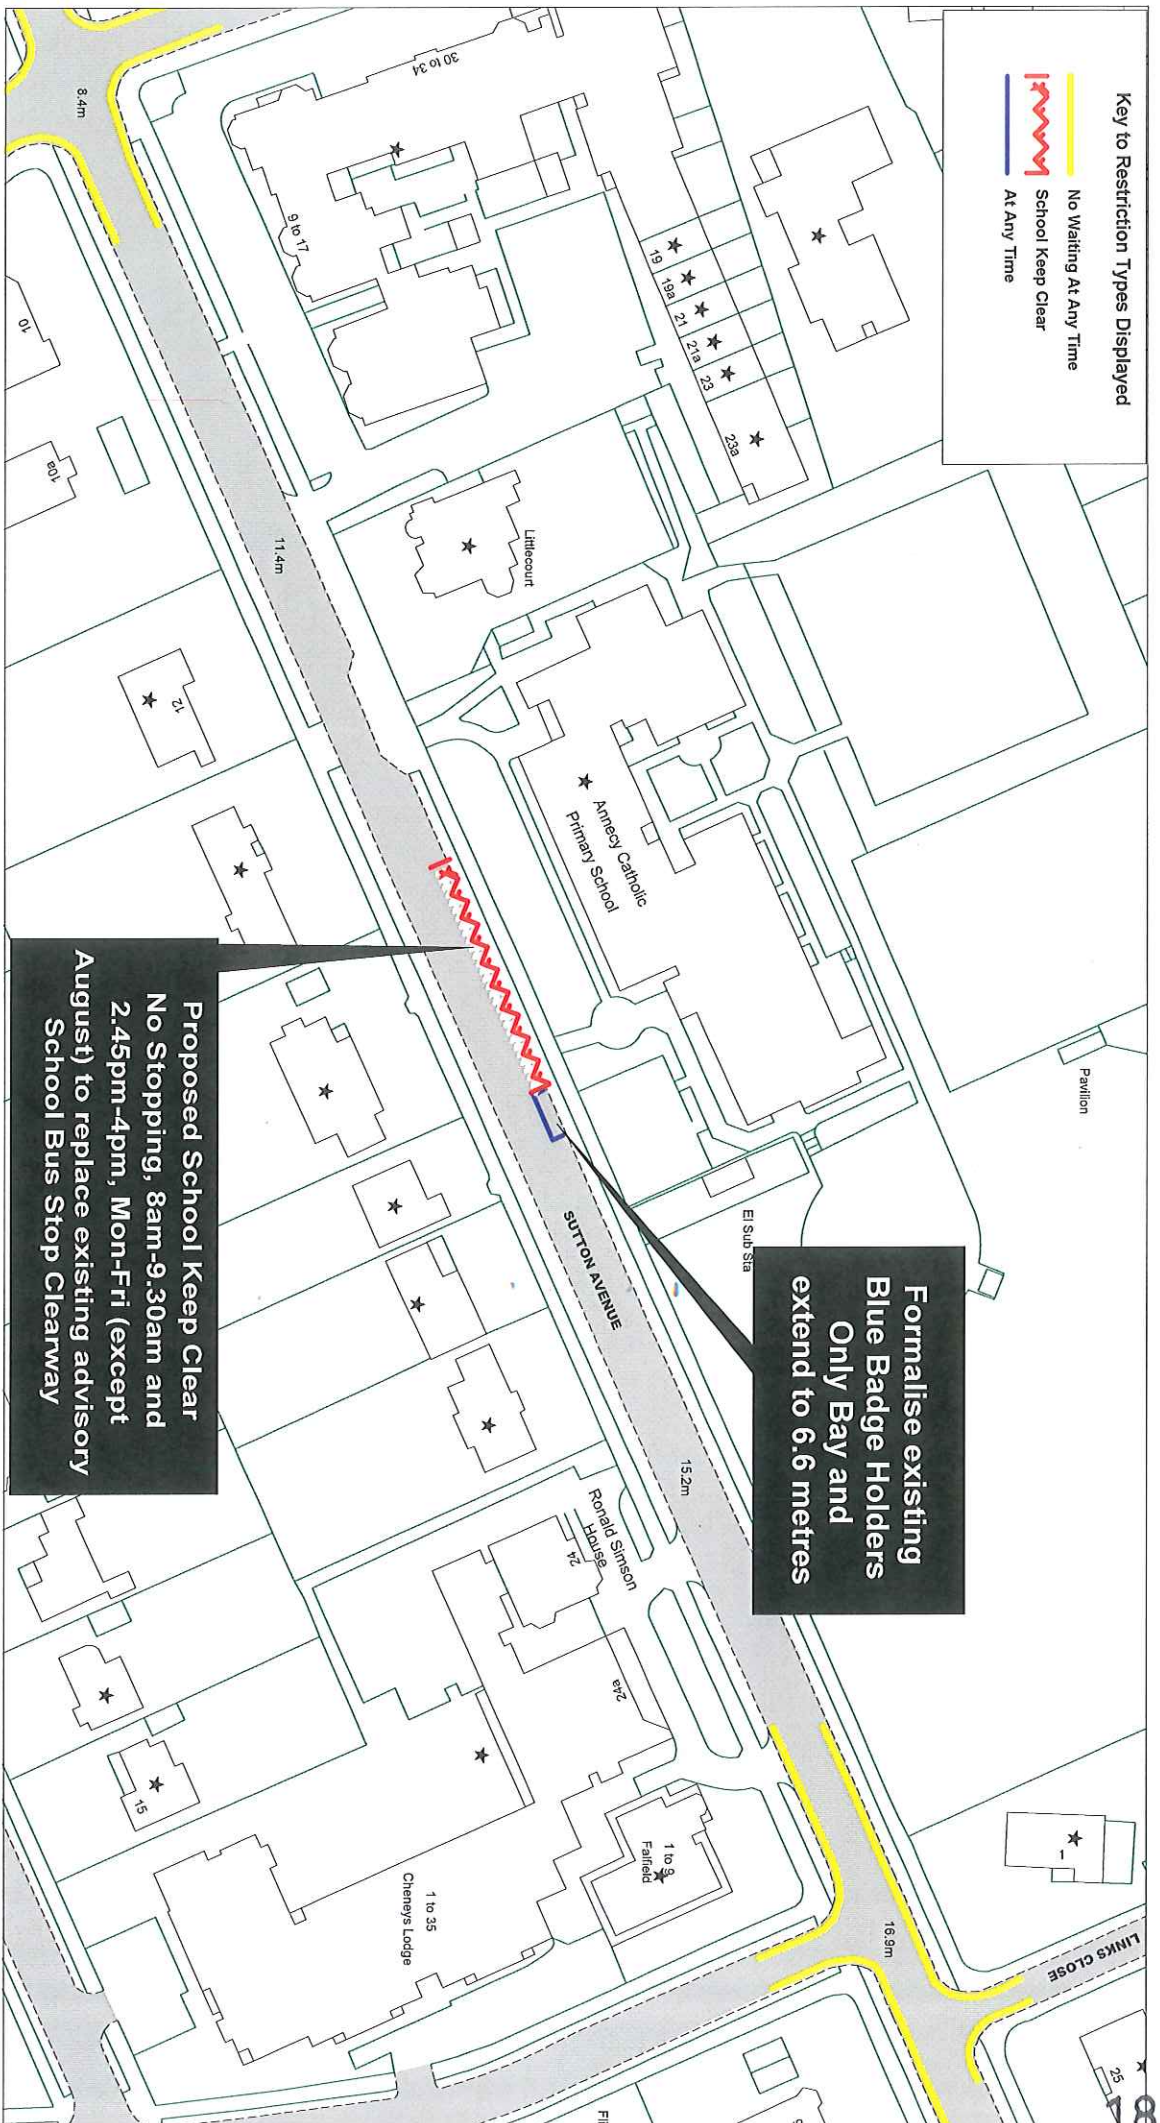 Key to Restriction Types Displayed
No Waiting At Any Time
School Keep Clear
At Any Time
Formalise existing
Blue Badge Holders
Only Bay and
extend to 6.6 metres
Proposed School Keep Clear
No Stopping, 8am-9.30am and
2.45pm-4pm, Mon-Fri (except
August) to replace existing advisory
School Bus Stop Clearway
8.4m
30 to 34
9 to 17
19
19a
21
21a
23
23a
10
10a
11.4m
Littlecourt
12
Annecy Catholic
Primary School
Pavilion
El Sub Sta
SUTTON AVENUE
15.2m
Ronald Simson
House
24
24a
15
1 to 9
Fairfield
1 to 35
Cheneys Lodge
16.9m
LINKS CLOSE
1
25